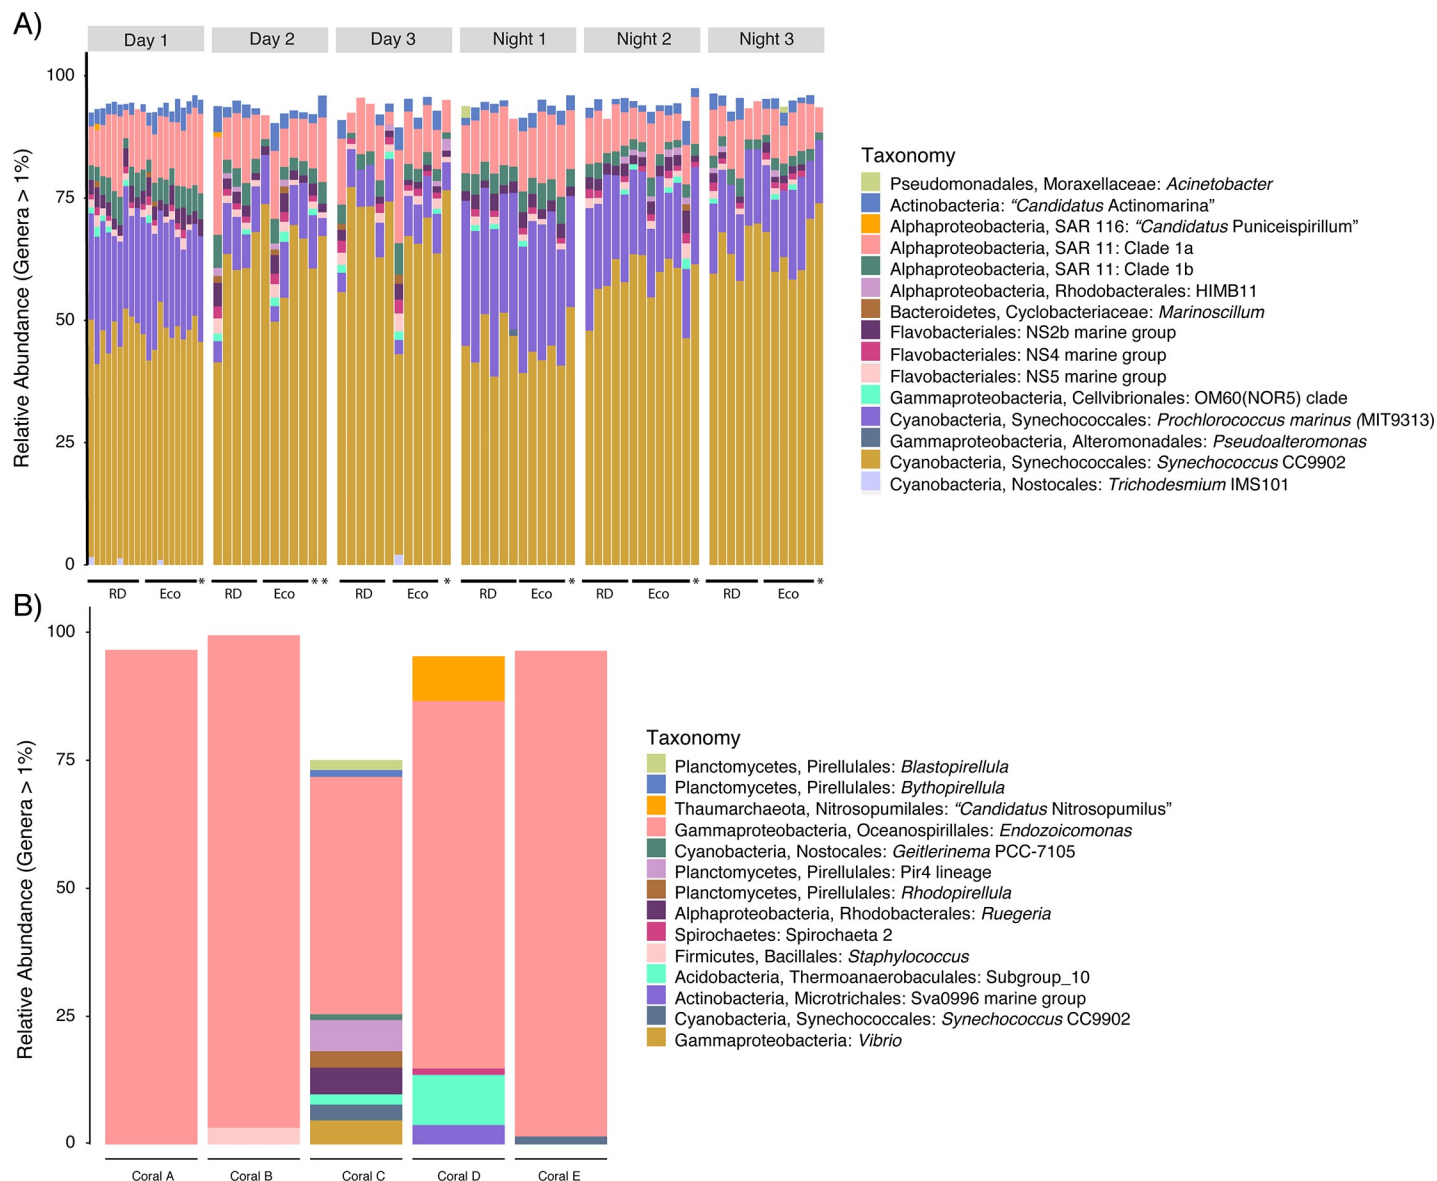 A)
Day 1 Day 2 Day 3 Night 1 Night 2 Night 3
Relative Abundance (Genera > 1%)
100
75
50
25
0
* * * * * * *
RD Eco RD Eco RD Eco RD Eco RD Eco RD Eco
Taxonomy
Pseudomonadales, Moraxellaceae: Acinetobacter
Actinobacteria: “Candidatus Actinomarina”
Alphaproteobacteria, SAR 116: “Candidatus Puniceispirillum”
Alphaproteobacteria, SAR 11: Clade 1a
Alphaproteobacteria, SAR 11: Clade 1b
Alphaproteobacteria, Rhodobacterales: HIMB11
Bacteroidetes, Cyclobacteriaceae: Marinoscillum
Flavobacteriales: NS2b marine group
Flavobacteriales: NS4 marine group
Flavobacteriales: NS5 marine group
Gammaproteobacteria, Cellvibrionales: OM60(NOR5) clade
Cyanobacteria, Synechococcales: Prochlorococcus marinus (MIT9313)
Gammaproteobacteria, Alteromonadales: Pseudoalteromonas
Cyanobacteria, Synechococcales: Synechococcus CC9902
Cyanobacteria, Nostocales: Trichodesmium IMS101
B)
Relative Abundance (Genera > 1%)
100
75
50
25
0
Coral A Coral B Coral C Coral D Coral E
Taxonomy
Planctomycetes, Pirellulales: Blastopirellula
Planctomycetes, Pirellulales: Bythopirellula
Thaumarchaeota, Nitrosopumilales: “Candidatus Nitrosopumilus”
Gammaproteobacteria, Oceanospirillales: Endozoicomonas
Cyanobacteria, Nostocales: Geitlerinema PCC-7105
Planctomycetes, Pirellulales: Pir4 lineage
Planctomycetes, Pirellulales: Rhodopirellula
Alphaproteobacteria, Rhodobacterales: Ruegeria
Spirochaetes: Spirochaeta 2
Firmicutes, Bacillales: Staphylococcus
Acidobacteria, Thermoanaerobaculales: Subgroup_10
Actinobacteria, Microtrichales: Sva0996 marine group
Cyanobacteria, Synechococcales: Synechococcus CC9902
Gammaproteobacteria: Vibrio